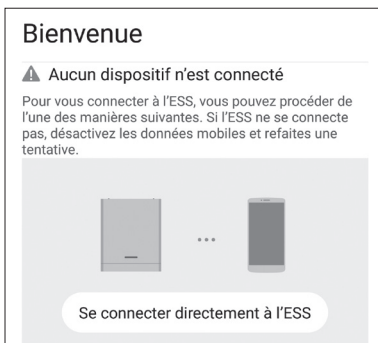 Bienvenue
Aucun dispositif n'est connecté
Pour vous connecter à l'ESS, vous pouvez procéder de
l'une des manières suivantes. Si l'ESS ne se connecte
pas, désactivez les données mobiles et refaites une
tentative.
Se connecter directement à l'ESS